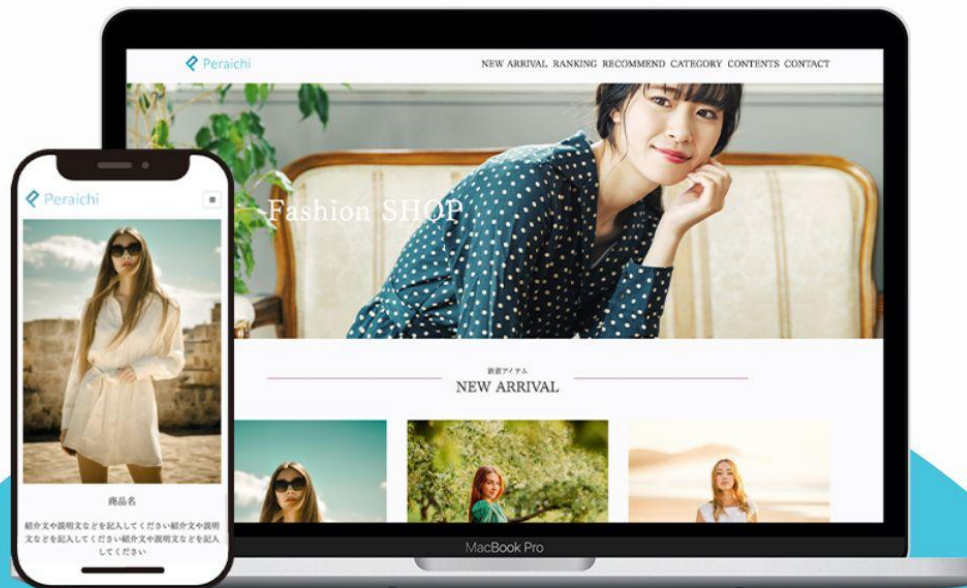 Peraichi
NEW ARRIVAL RANKING RECOMMEND CATEGORY CONTENTS CONTACT
Fashion SHOP
新着アイテム
NEW ARRIVAL
MacBook Pro
Peraichi
商品名
紹介文や説明文などを記入してください紹介文や説明
文などを記入してください紹介文や説明文などを記入
してください